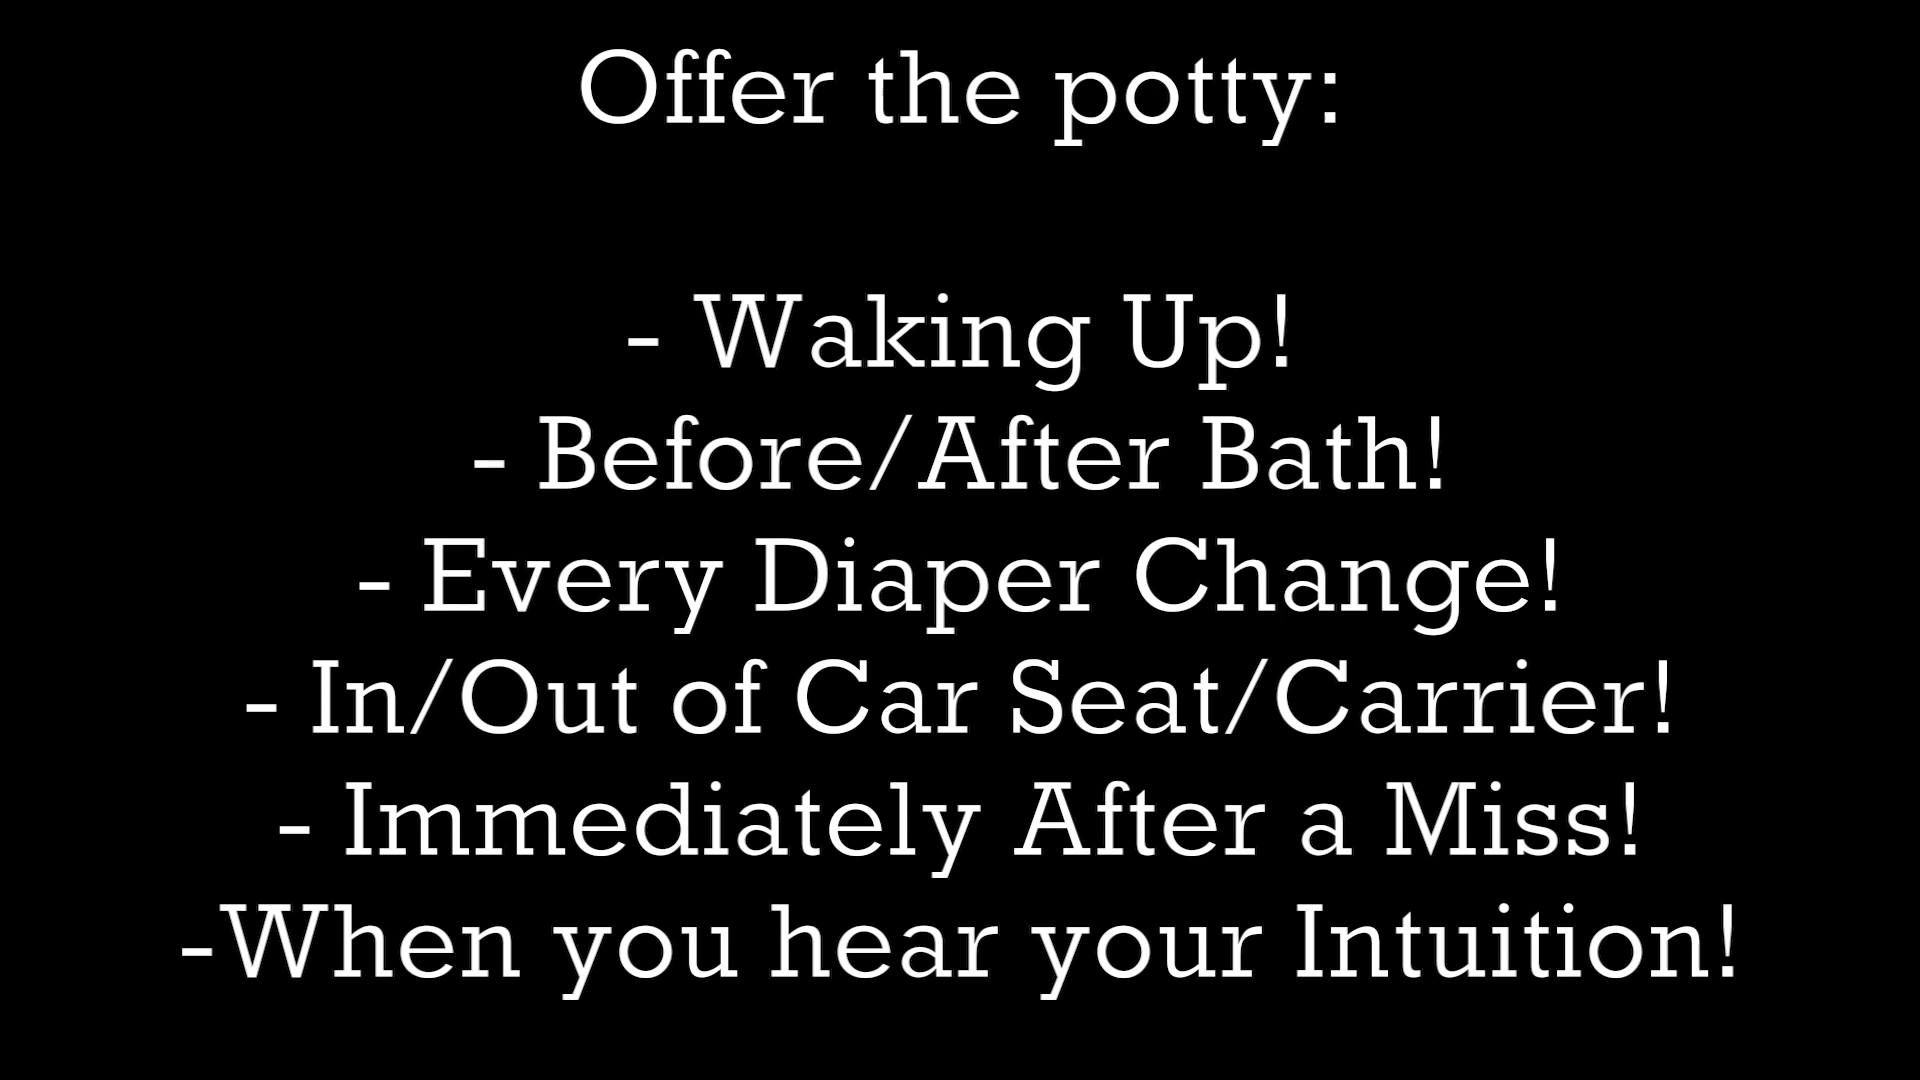 Offer the potty:
- Waking Up!
- Before/After Bath!
- Every Diaper Change!
- In/Out of Car Seat/Carrier!
- Immediately After a Miss!
-When you hear your Intuition!